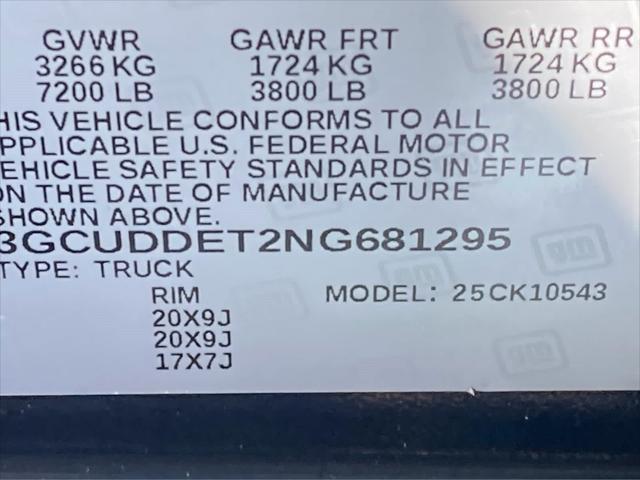 GVWR GAWR FRT GAWR RR
3266 KG 1724 KG 1724 KG
7200 LB 3800 LB 3800 LB
HIS VEHICLE CONFORMS TO ALL
PPLICABLE U.S. FEDERAL MOTOR
EHICLE SAFETY STANDARDS IN EFFECT
ON THE DATE OF MANUFACTURE
SHOWN ABOVE.
3GCUDDET2NG681295
TYPE: TRUCK
RIM MODEL: 25CK10543
20X9J
20X9J
17X7J
gm
gm